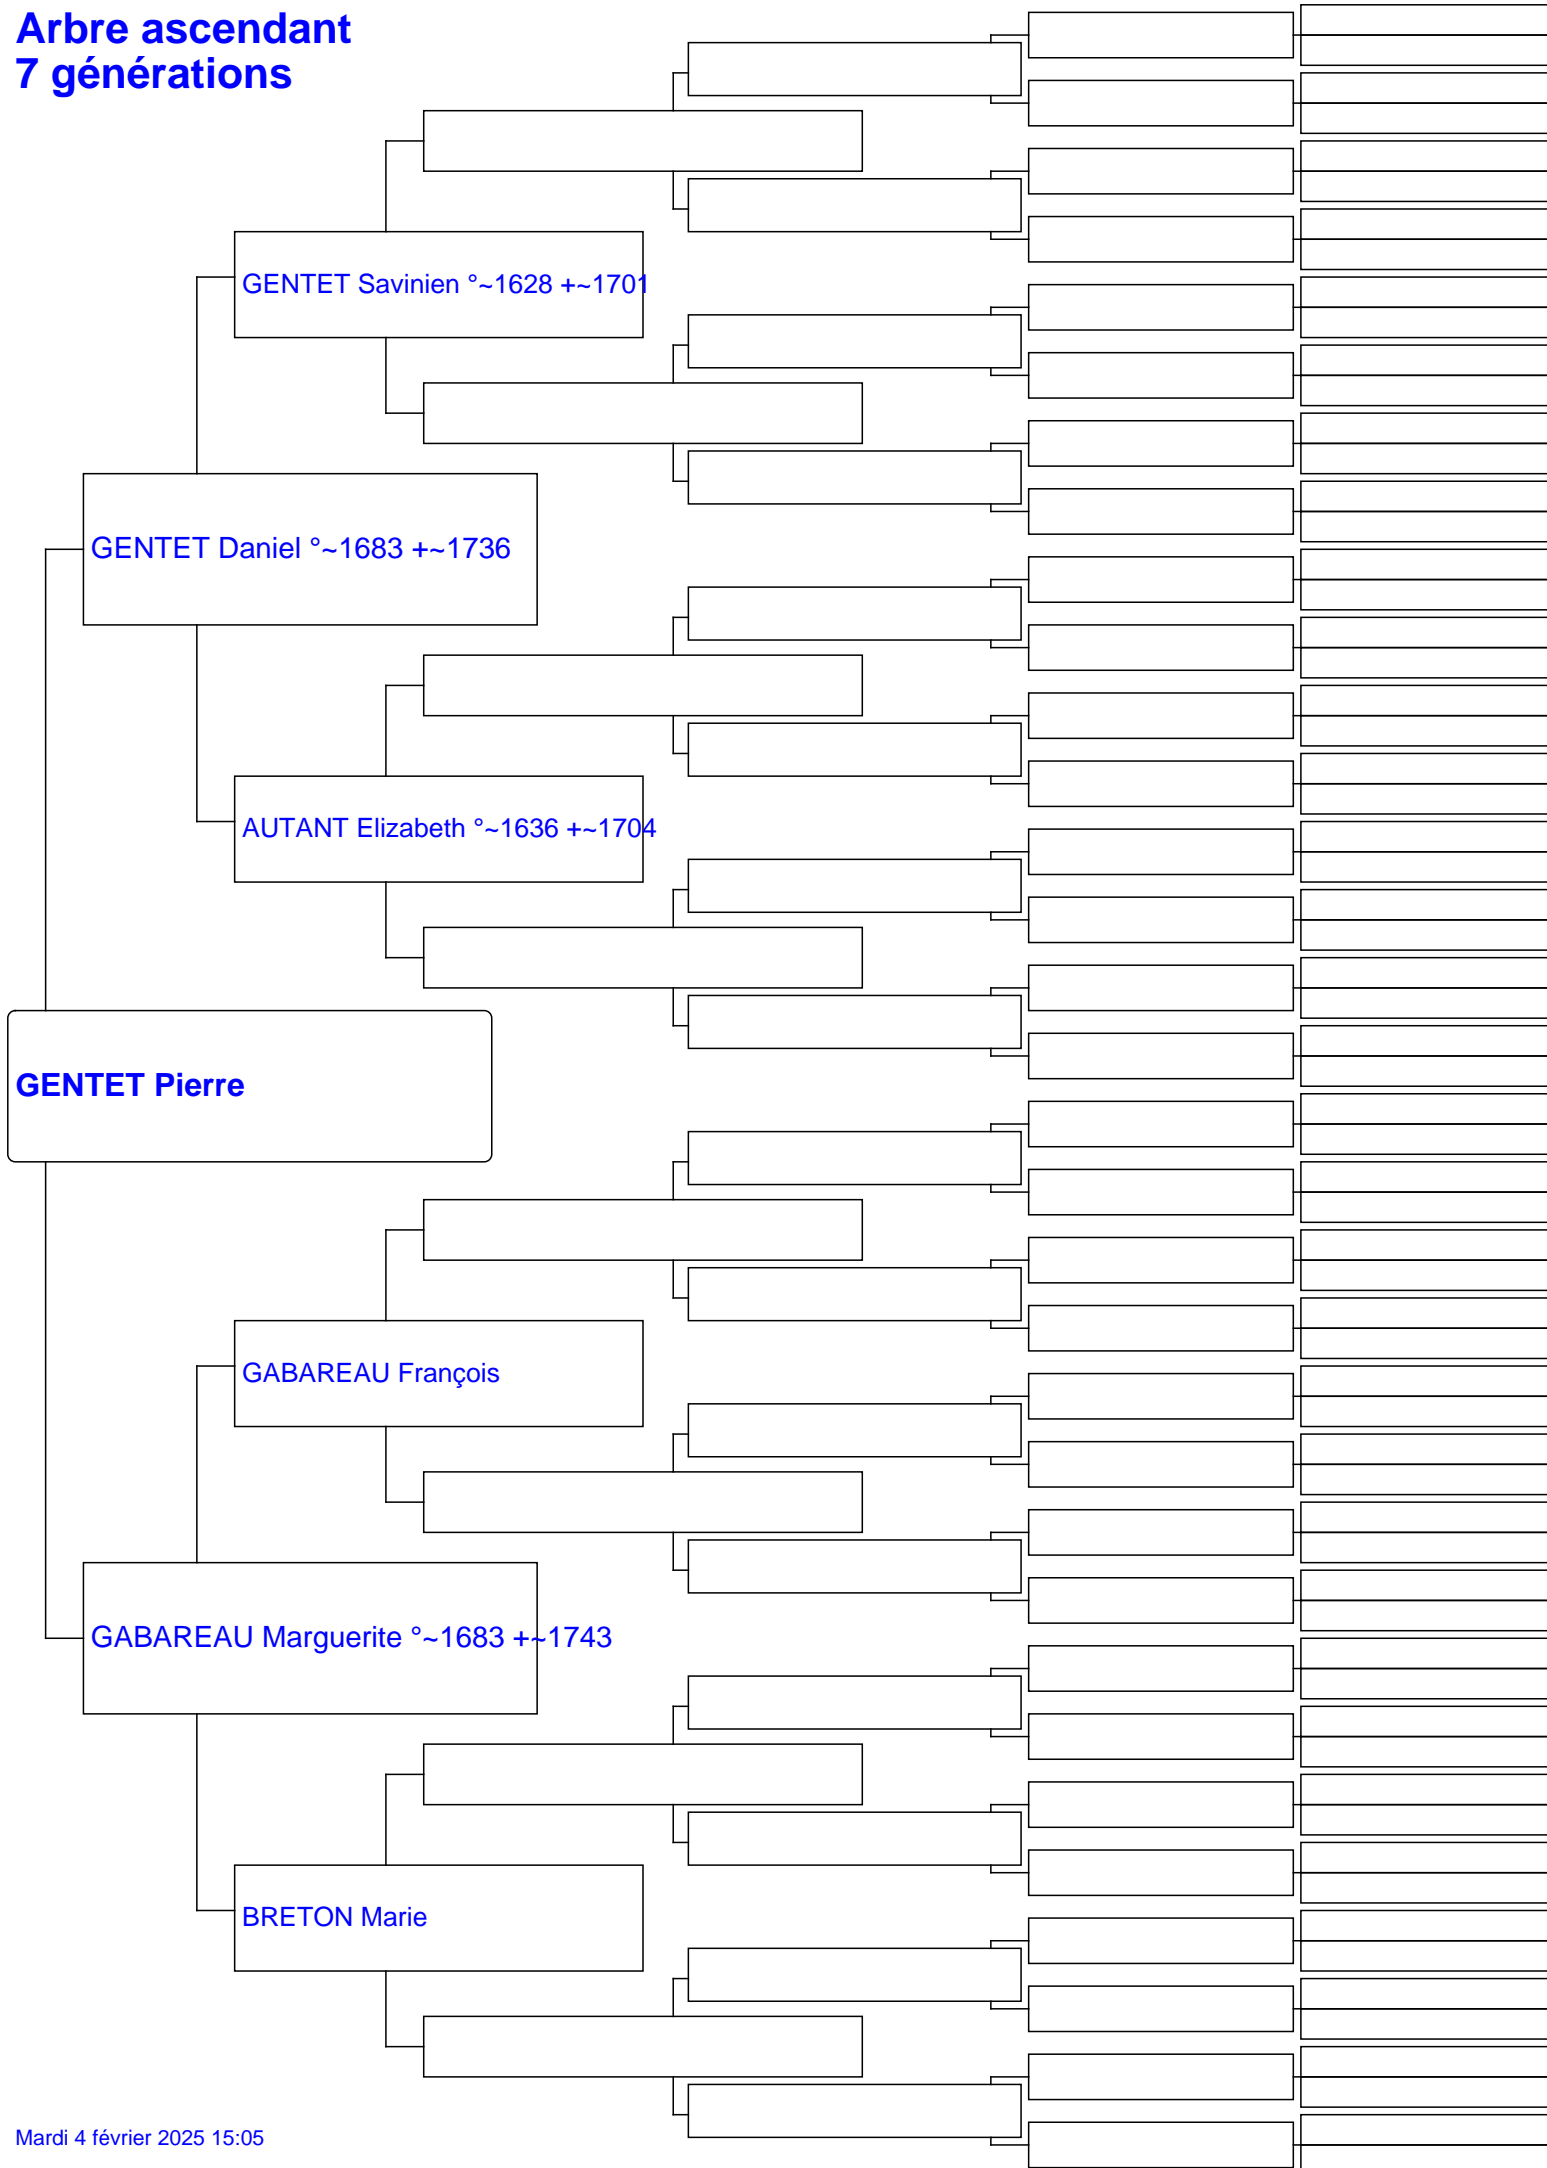 Arbre ascendant
7 générations
GENTET Savinien °~1628 +~1701
GENTET Daniel °~1683 +~1736
AUTANT Elizabeth °~1636 +~1704
GENTET Pierre
GABAREAU François
GABAREAU Marguerite °~1683 +~1743
BRETON Marie
Mardi 4 février 2025 15:05